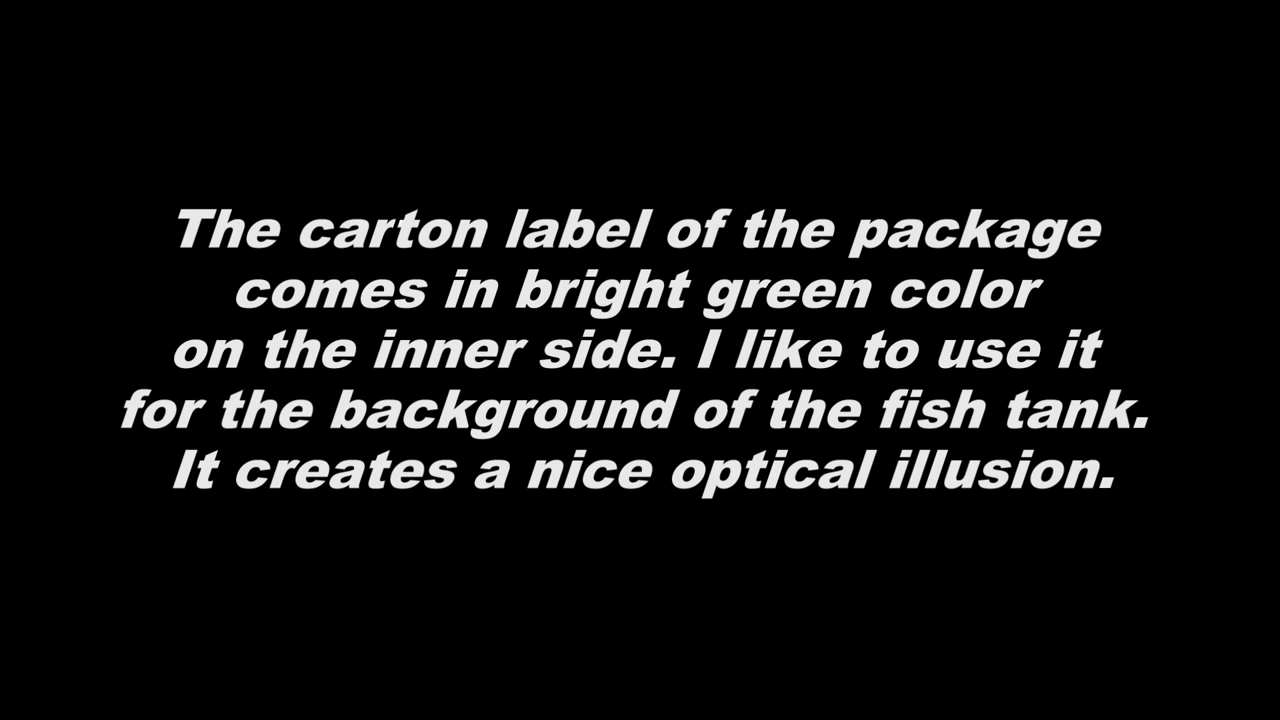 The carton label of the package
comes in bright green color
on the inner side. I like to use it
for the background of the fish tank.
It creates a nice optical illusion.